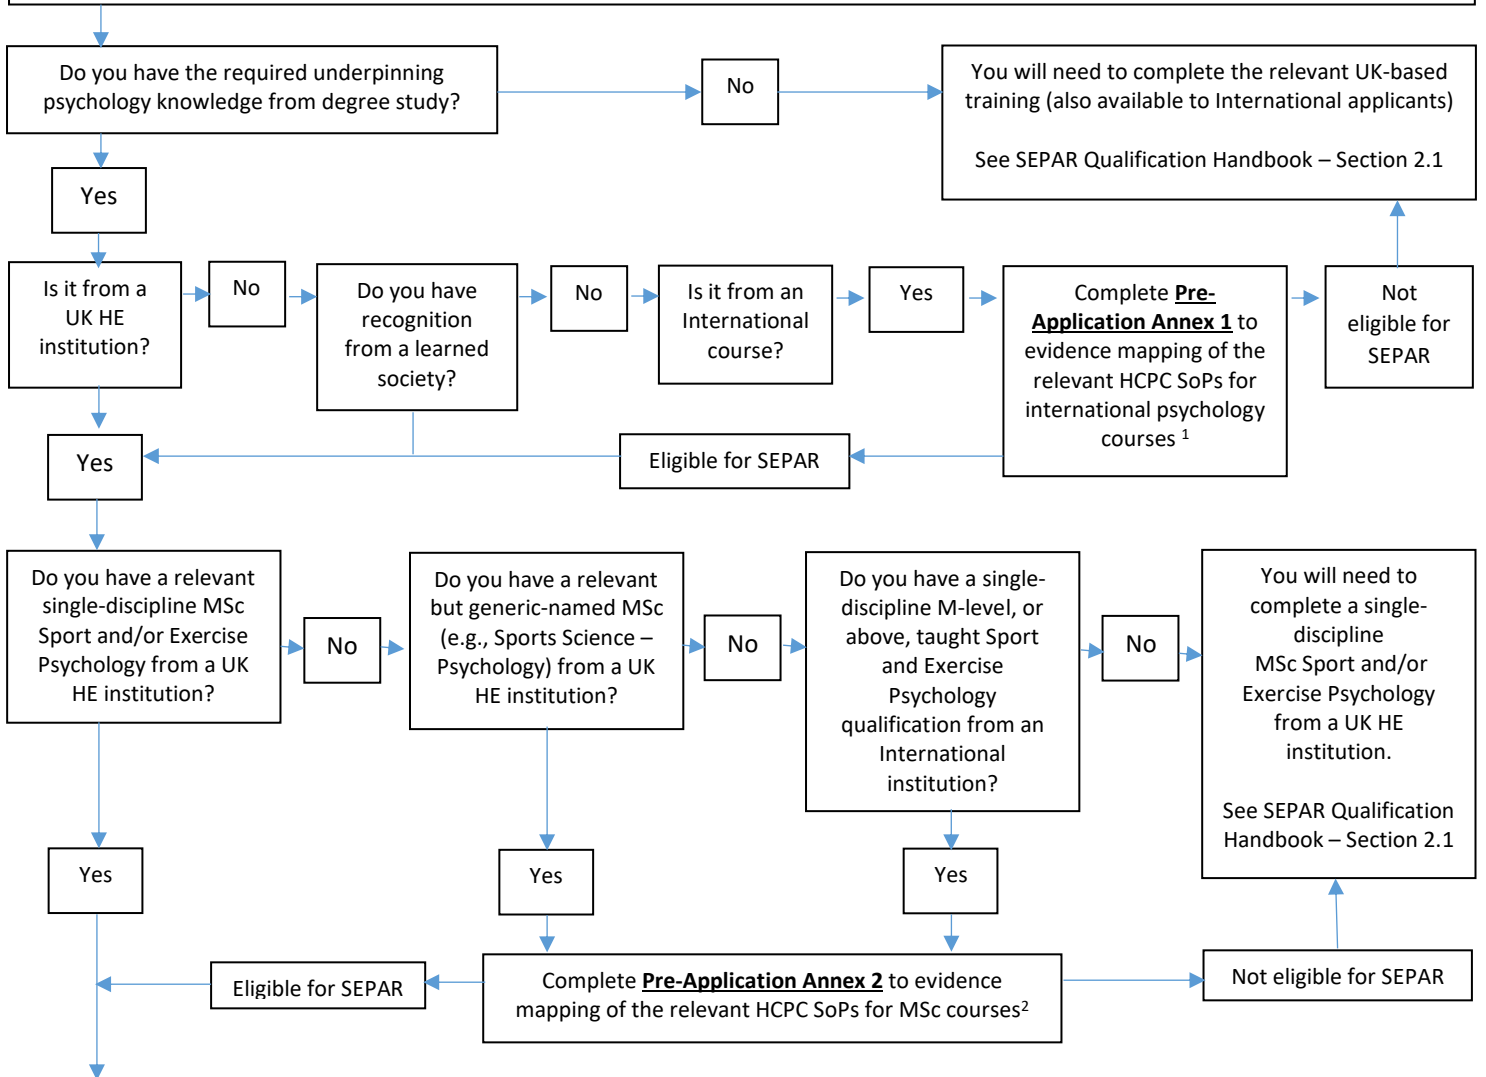 Do you have the required underpinning
psychology knowledge from degree study?
No
You will need to complete the relevant UK-based
training (also available to International applicants)
See SEPAR Qualification Handbook – Section 2.1
Yes
Is it from a
UK HE
institution?
No
Do you have
recognition
from a learned
society?
No
Is it from an
International
course?
Yes
Complete Pre-
Application Annex 1 to
evidence mapping of the
relevant HCPC SoPs for
international psychology
courses 1
Not
eligible for
SEPAR
Yes
Eligible for SEPAR
Do you have a relevant
single-discipline MSc
Sport and/or Exercise
Psychology from a UK
HE institution?
No
Do you have a relevant
but generic-named MSc
(e.g., Sports Science –
Psychology) from a UK
HE institution?
No
Do you have a single-
discipline M-level, or
above, taught Sport
and Exercise
Psychology
qualification from an
International
institution?
No
You will need to
complete a single-
discipline
MSc Sport and/or
Exercise Psychology
from a UK HE
institution.
See SEPAR Qualification
Handbook – Section 2.1
Yes
Yes
Yes
Eligible for SEPAR
Complete Pre-Application Annex 2 to evidence
mapping of the relevant HCPC SoPs for MSc courses2
Not eligible for SEPAR